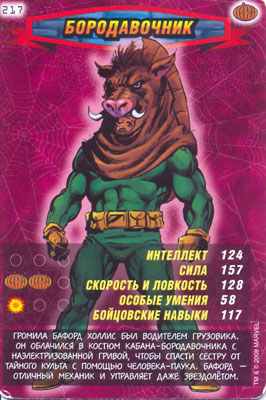 217
БОРОДАВОЧНИК
ИНТЕЛЛЕКТ 124
СИЛА 157
СКОРОСТЬ И ЛОВКОСТЬ 128
ОСОБЫЕ УМЕНИЯ 58
БОЙЦОВСКИЕ НАВЫКИ 117
ГРОМИЛА БАФОРД ХОЛЛИС БЫЛ ВОДИТЕЛЕМ ГРУЗОВИКА.
ОН ОБЛАЧИЛСЯ В КОСТЮМ КАБАНА-БОРОДАВОЧНИКА С
НАЭЛЕКТРИЗОВАННОЙ ГРИВОЙ, ЧТОБЫ СПАСТИ СЕСТРУ ОТ
ТАЙНОГО КУЛЬТА С ПОМОЩЬЮ ЧЕЛОВЕКА-ПАУКА. БАФОРД –
ОТЛИЧНЫЙ МЕХАНИК И УПРАВЛЯЕТ ДАЖЕ ЗВЕЗДОЛЁТОМ.
TM & © 2008 MARVEL